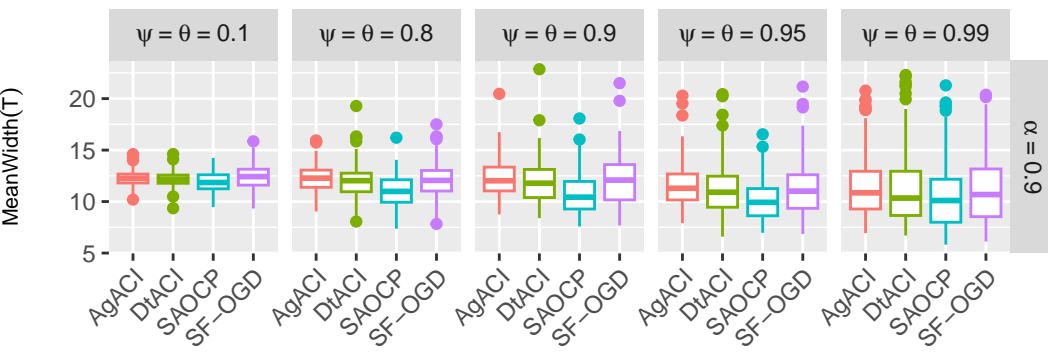 ψ = θ = 0.1
ψ = θ = 0.8
ψ = θ = 0.9
ψ = θ = 0.95
ψ = θ = 0.99
MeanWidth(T)
20
15
10
5
α = 0.9
AgACI
DtACI
SAOCP
SF−OGD
AgACI
DtACI
SAOCP
SF−OGD
AgACI
DtACI
SAOCP
SF−OGD
AgACI
DtACI
SAOCP
SF−OGD
AgACI
DtACI
SAOCP
SF−OGD